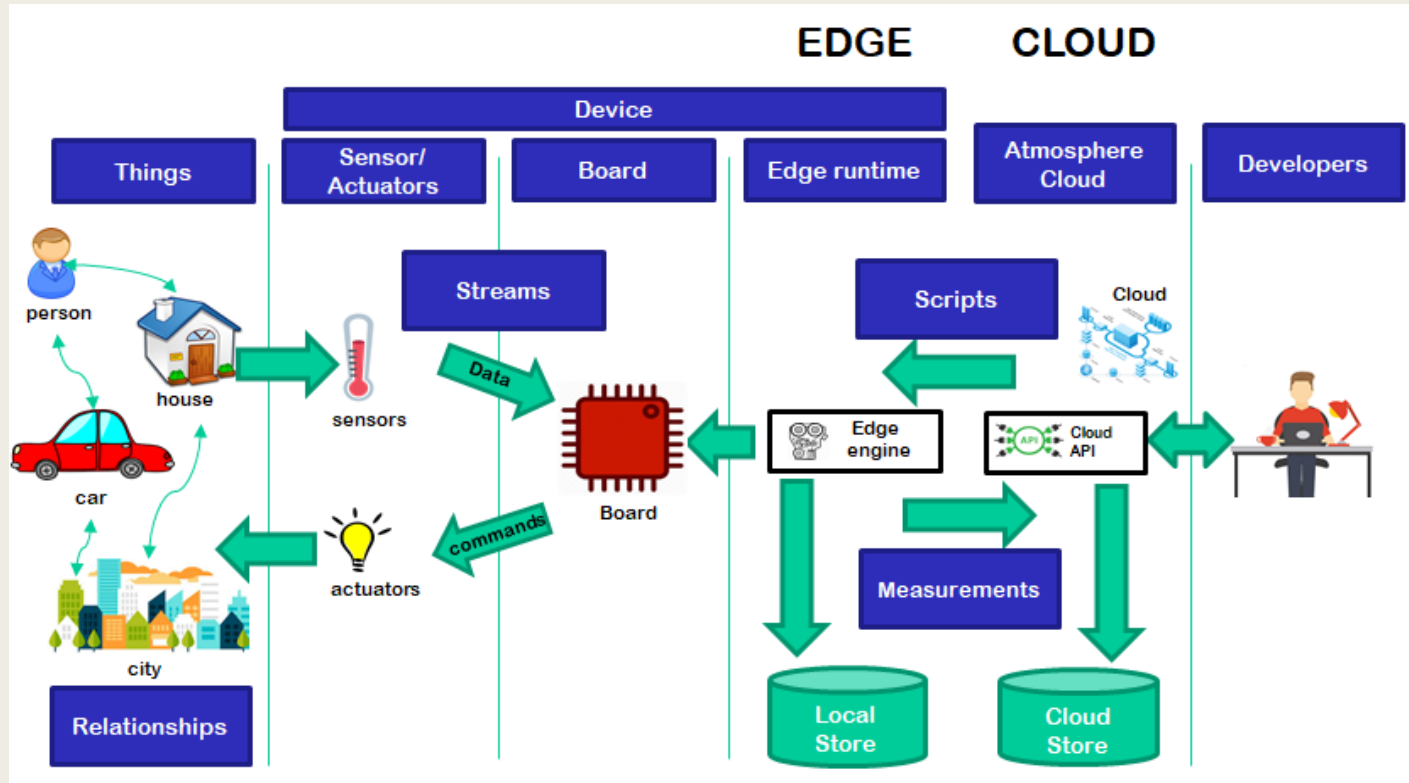 EDGE
CLOUD
Device
Things
Sensor/
Actuators
Board
Edge runtime
Atmosphere
Cloud
Developers
Streams
Scripts
Cloud
person
house
Data
sensors
car
Board
Edge
engine
API
Cloud
API
commands
actuators
Measurements
city
Relationships
Local
Store
Cloud
Store